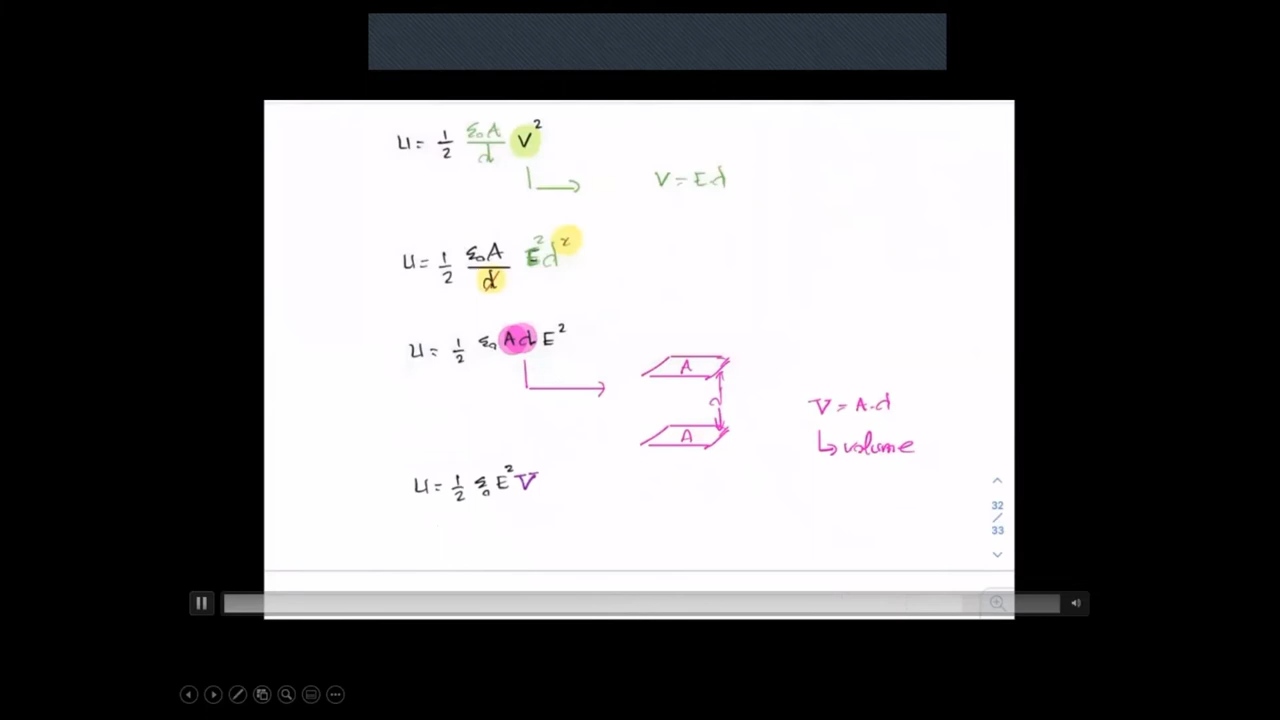 U = 1/2 ε₀A/d V²
V = Ed
U = 1/2 ε₀A/d E²d²
U = 1/2 ε₀ Ad E²
A
d
A
V = A.d
↳ volume
U = 1/2 ε₀ E² V
32
/
33